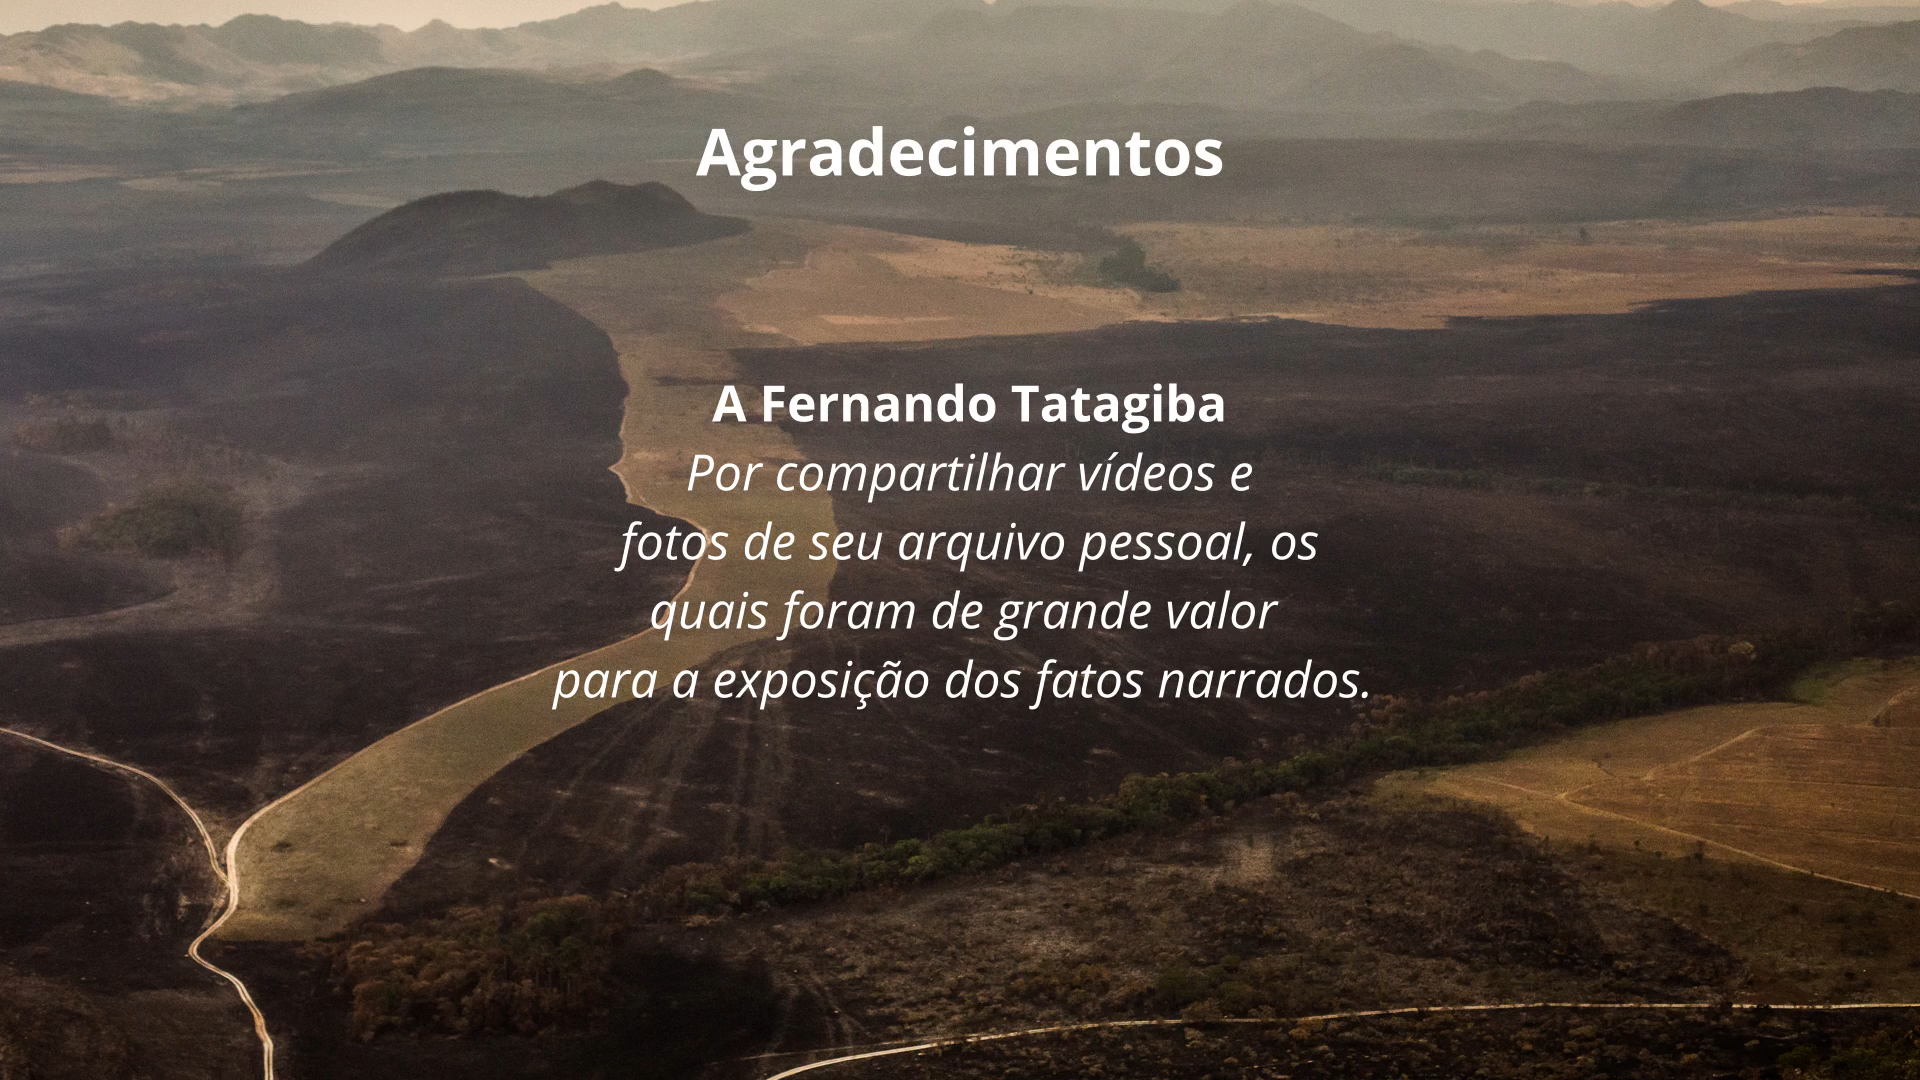 Agradecimentos
A Fernando Tatagiba
Por compartilhar vídeos e
fotos de seu arquivo pessoal, os
quais foram de grande valor
para a exposição dos fatos narrados.